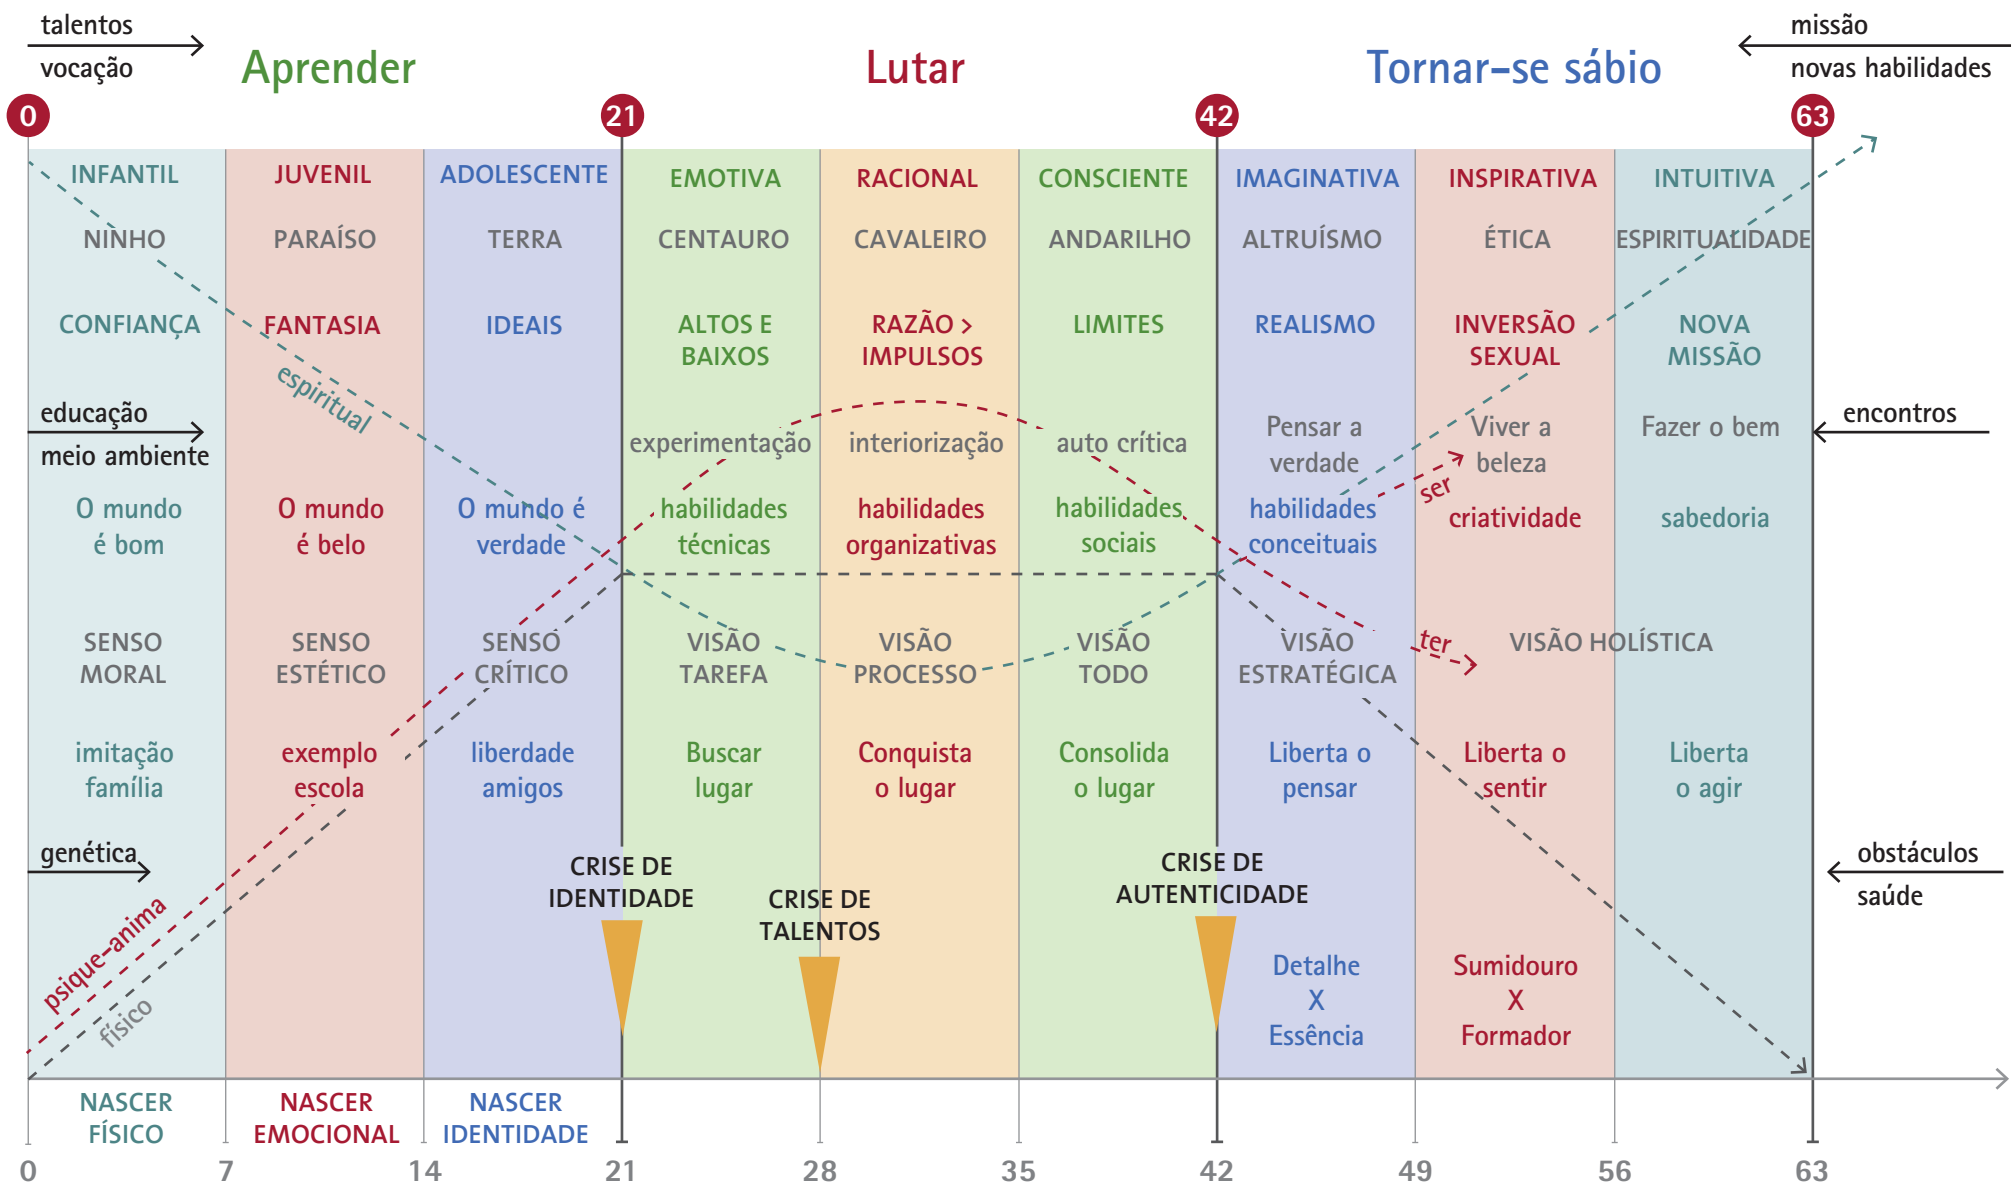 talentos
vocação
Aprender
Lutar
Tornar-se sábio
missão
novas habilidades
0
21
42
63
INFANTIL
JUVENIL
ADOLESCENTE
EMOTIVA
RACIONAL
CONSCIENTE
IMAGINATIVA
INSPIRATIVA
INTUITIVA
NINHO
PARAÍSO
TERRA
CENTAURO
CAVALEIRO
ANDARILHO
ALTRUÍSMO
ÉTICA
ESPIRITUALIDADE
CONFIANÇA
FANTASIA
IDEAIS
ALTOS E
BAIXOS
RAZÃO >
IMPULSOS
LIMITES
REALISMO
INVERSÃO
SEXUAL
NOVA
MISSÃO
espiritual
educação
meio ambiente
experimentação
interiorização
auto crítica
Pensar a
verdade
Viver a
beleza
Fazer o bem
encontros
ser
O mundo
é bom
O mundo
é belo
O mundo é
verdade
habilidades
técnicas
habilidades
organizativas
habilidades
sociais
habilidades
conceituais
criatividade
sabedoria
SENSO
MORAL
SENSO
ESTÉTICO
SENSO
CRÍTICO
VISÃO
TAREFA
VISÃO
PROCESSO
VISÃO
TODO
VISÃO
ESTRATÉGICA
ter
VISÃO HOLÍSTICA
imitação
família
exemplo
escola
liberdade
amigos
Buscar
lugar
Conquista
o lugar
Consolida
o lugar
Liberta o
pensar
Liberta o
sentir
Liberta
o agir
genética
CRISE DE
IDENTIDADE
CRISE DE
TALENTOS
CRISE DE
AUTENTICIDADE
obstáculos
saúde
psique-anima
físico
Detalhe
X
Essência
Sumidouro
X
Formador
NASCER
FÍSICO
NASCER
EMOCIONAL
NASCER
IDENTIDADE
0
7
14
21
28
35
42
49
56
63